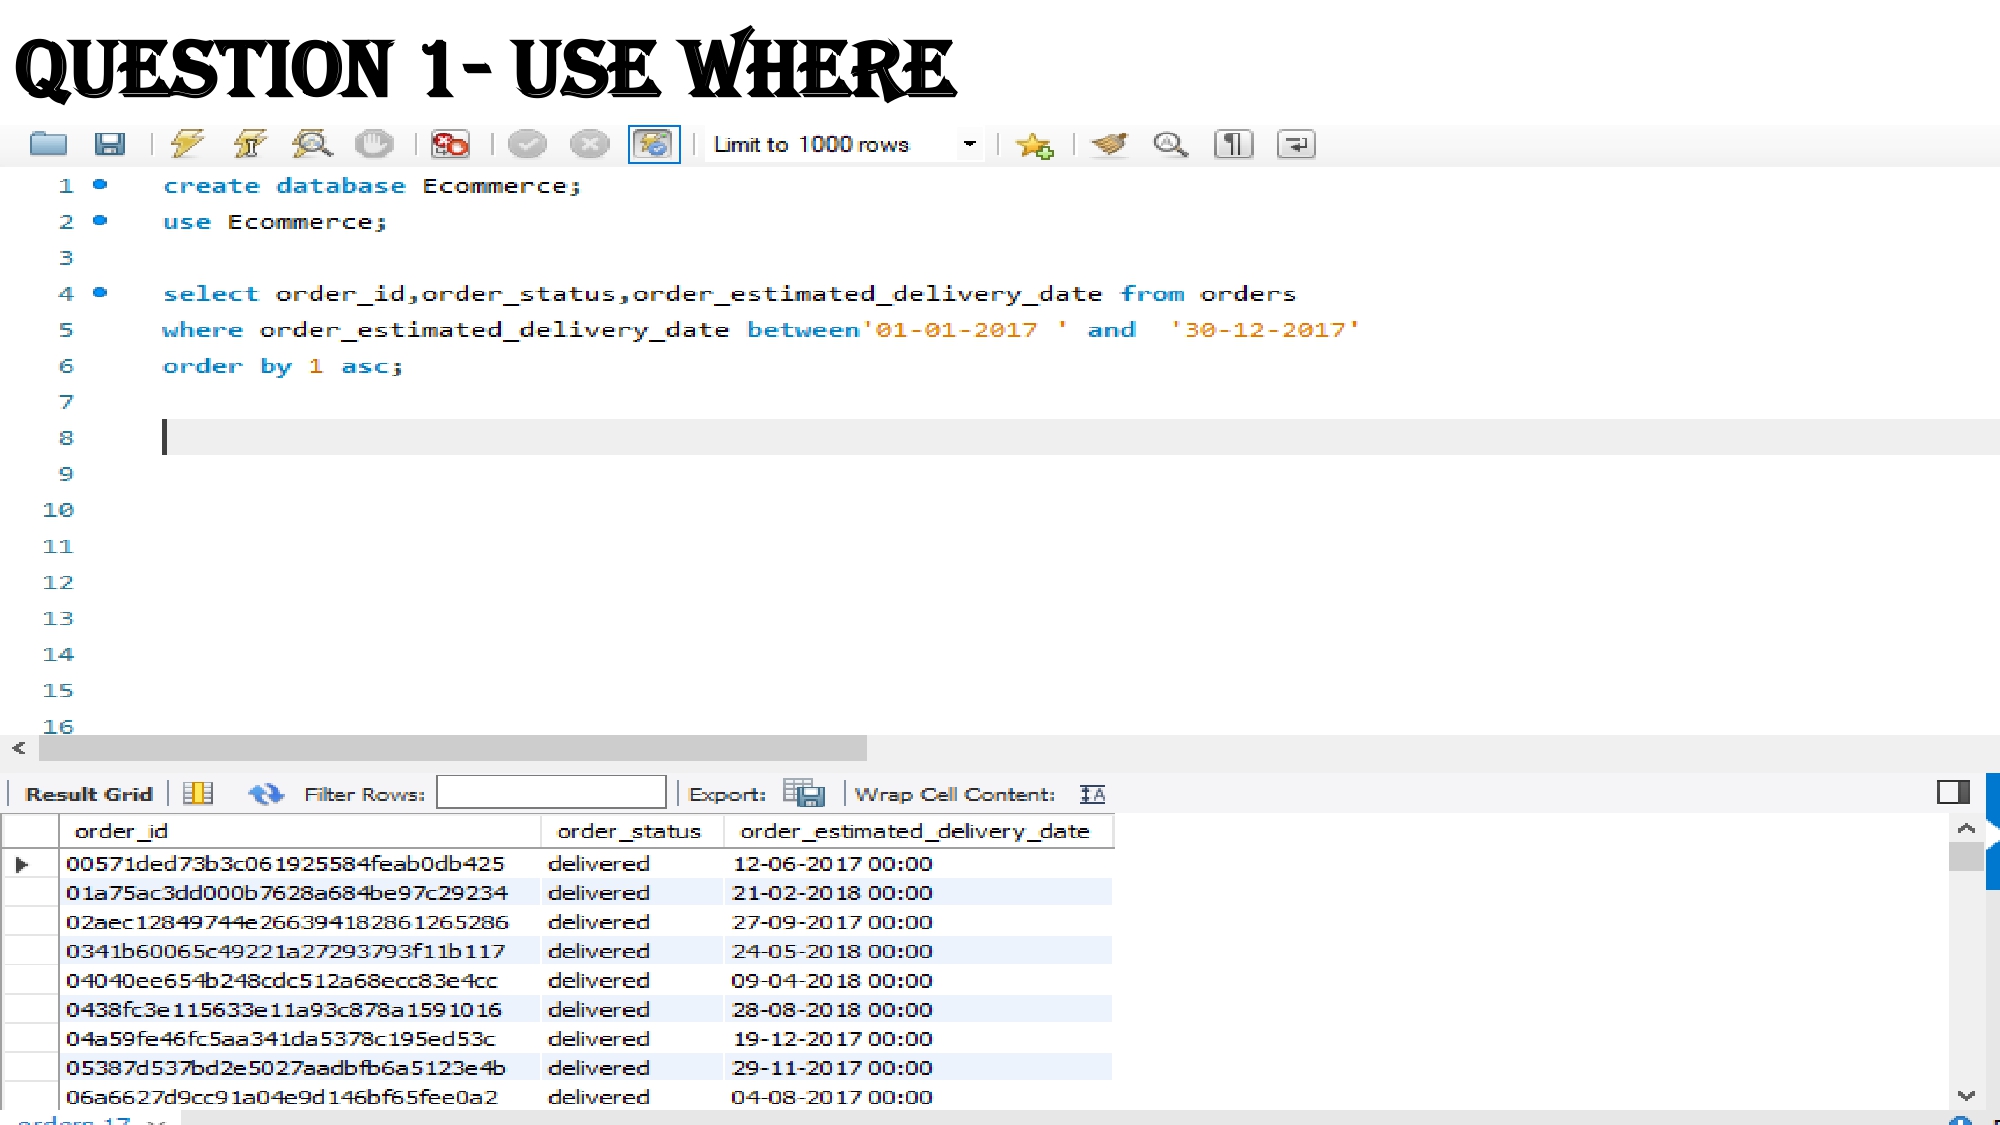 QUESTION 1- USE WHERE
Limit to 1000 rows
1 create database Ecommerce;
2 use Ecommerce;
3
4 select order_id,order_status,order_estimated_delivery_date from orders
5 where order_estimated_delivery_date between'01-01-2017 ' and  '30-12-2017'
6 order by 1 asc;
7
8
9
10
11
12
13
14
15
16
Result Grid Filter Rows: Export: Wrap Cell Content: IA
order_id order_status order_estimated_delivery_date
00571ded73b3c061925584feab0db425 delivered 12-06-2017 00:00
01a75ac3dd000b7628a684be97c29234 delivered 21-02-2018 00:00
02aec12849744e266394182861265286 delivered 27-09-2017 00:00
0341b60065c49221a27293793f11b117 delivered 24-05-2018 00:00
04040ee654b248cdc512a68ecc83e4cc delivered 09-04-2018 00:00
0438fc3e115633e11a93c878a1591016 delivered 28-08-2018 00:00
04a59fe46fc5aa341da5378c195ed53c delivered 19-12-2017 00:00
05387d537bd2e5027aadbfb6a5123e4b delivered 29-11-2017 00:00
06a6627d9cc91a04e9d146bf65fee0a2 delivered 04-08-2017 00:00
orders 17